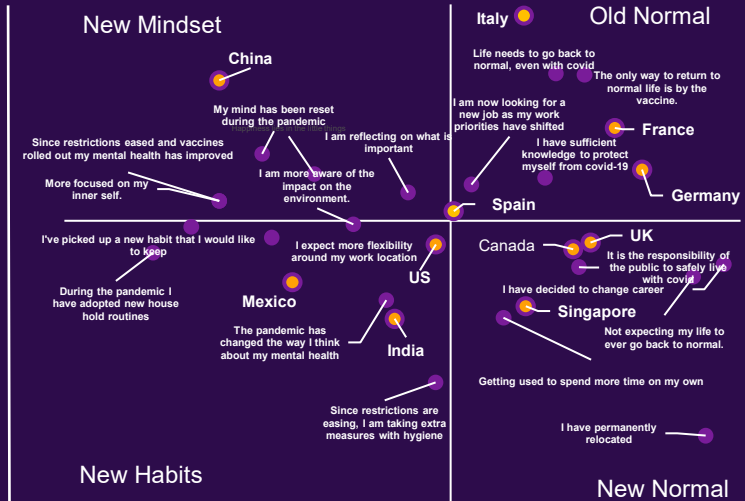 New Mindset
Old Normal
Italy
China
Life needs to go back to
normal, even with covid
The only way to return to
normal life is by the
vaccine.
My mind has been reset
during the pandemic
Happiness lies in the little things
I am now looking for a
new job as my work
priorities have shifted
France
Since restrictions eased and vaccines
rolled out my mental health has improved
I am reflecting on what is
important
I have sufficient
knowledge to protect
myself from covid-19
More focused on my
inner self.
I am more aware of the
impact on the
environment.
Germany
Spain
I've picked up a new habit that I would like
to keep
I expect more flexibility
around my work location
US
Canada
UK
It is the responsibility of
the public to safely live
with covid
I have decided to change career
During the pandemic I
have adopted new house
hold routines
Mexico
Singapore
The pandemic has
changed the way I think
about my mental health
India
Not expecting my life to
ever go back to normal.
Getting used to spend more time on my own
Since restrictions are
easing, I am taking extra
measures with hygiene
I have permanently
relocated
New Habits
New Normal